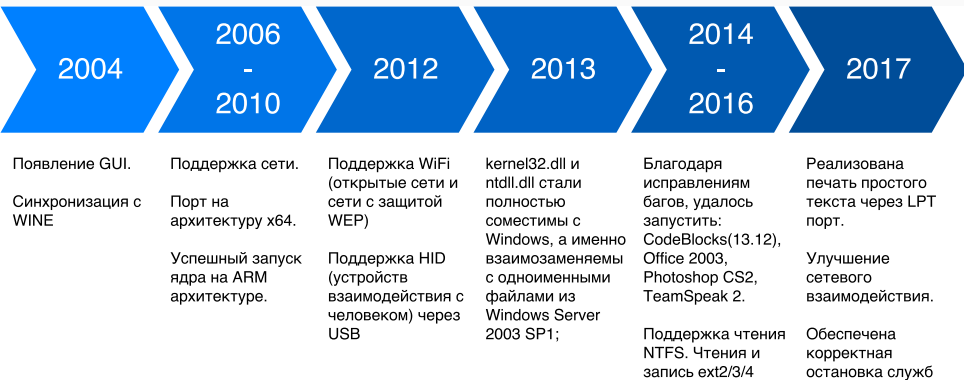 2004
2006
-
2010
2012
2013
2014
-
2016
2017
Появление GUI.
Синхронизация с
WINE
Поддержка сети.
Порт на
архитектуру x64.
Успешный запуск
ядра на ARM
архитектуре.
Поддержка WiFi
(открытые сети и
сети с защитой
WEP)
Поддержка HID
(устройств
взаимодействия с
человеком) через
USB
kernel32.dll и
ntdll.dll стали
полностью
соместимы с
Windows, а именно
взаимозаменяемы
с одноименными
файлами из
Windows Server
2003 SP1;
Благодаря
исправлениям
багов, удалось
запустить:
CodeBlocks(13.12),
Office 2003,
Photoshop CS2,
TeamSpeak 2.
Поддержка чтения
NTFS. Чтения и
запись ext2/3/4
Реализована
печать простого
текста через LPT
порт.
Улучшение
сетевого
взаимодействия.
Обеспечена
корректная
остановка служб